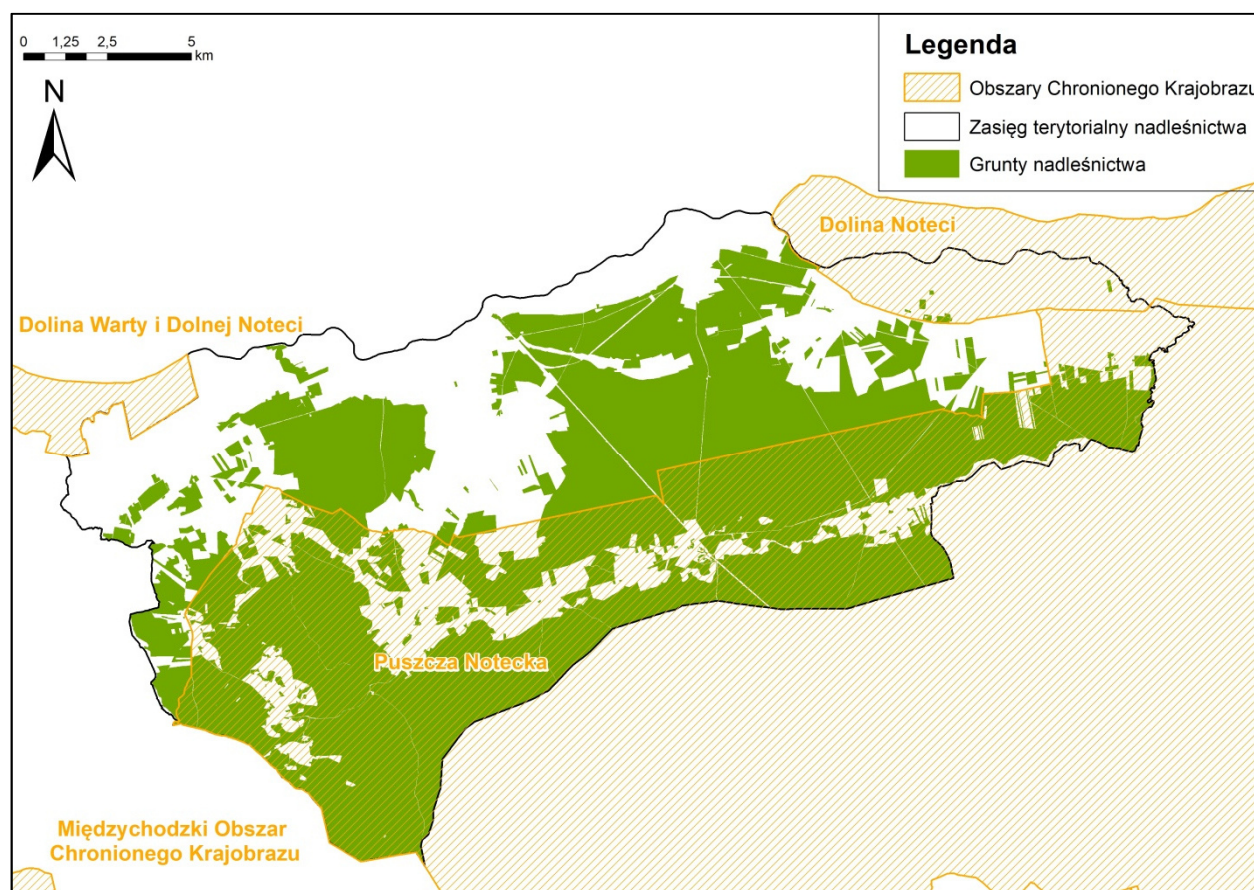 0 1,25 2,5 5
km
N
Legenda
Obszary Chronionego Krajobrazu
Zasięg terytorialny nadleśnictwa
Grunty nadleśnictwa
Dolina Noteci
Dolina Warty i Dolnej Noteci
Puszcza Notecka
Międzychodzki Obszar
Chronionego Krajobrazu